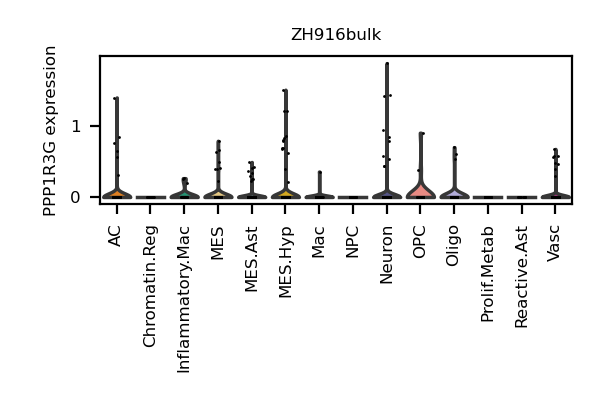 ZH916bulk
PPP1R3G expression
1
0
AC
Chromatin.Reg
Inflammatory.Mac
MES
MES.Ast
MES.Hyp
Mac
NPC
Neuron
OPC
Oligo
Prolif.Metab
Reactive.Ast
Vasc